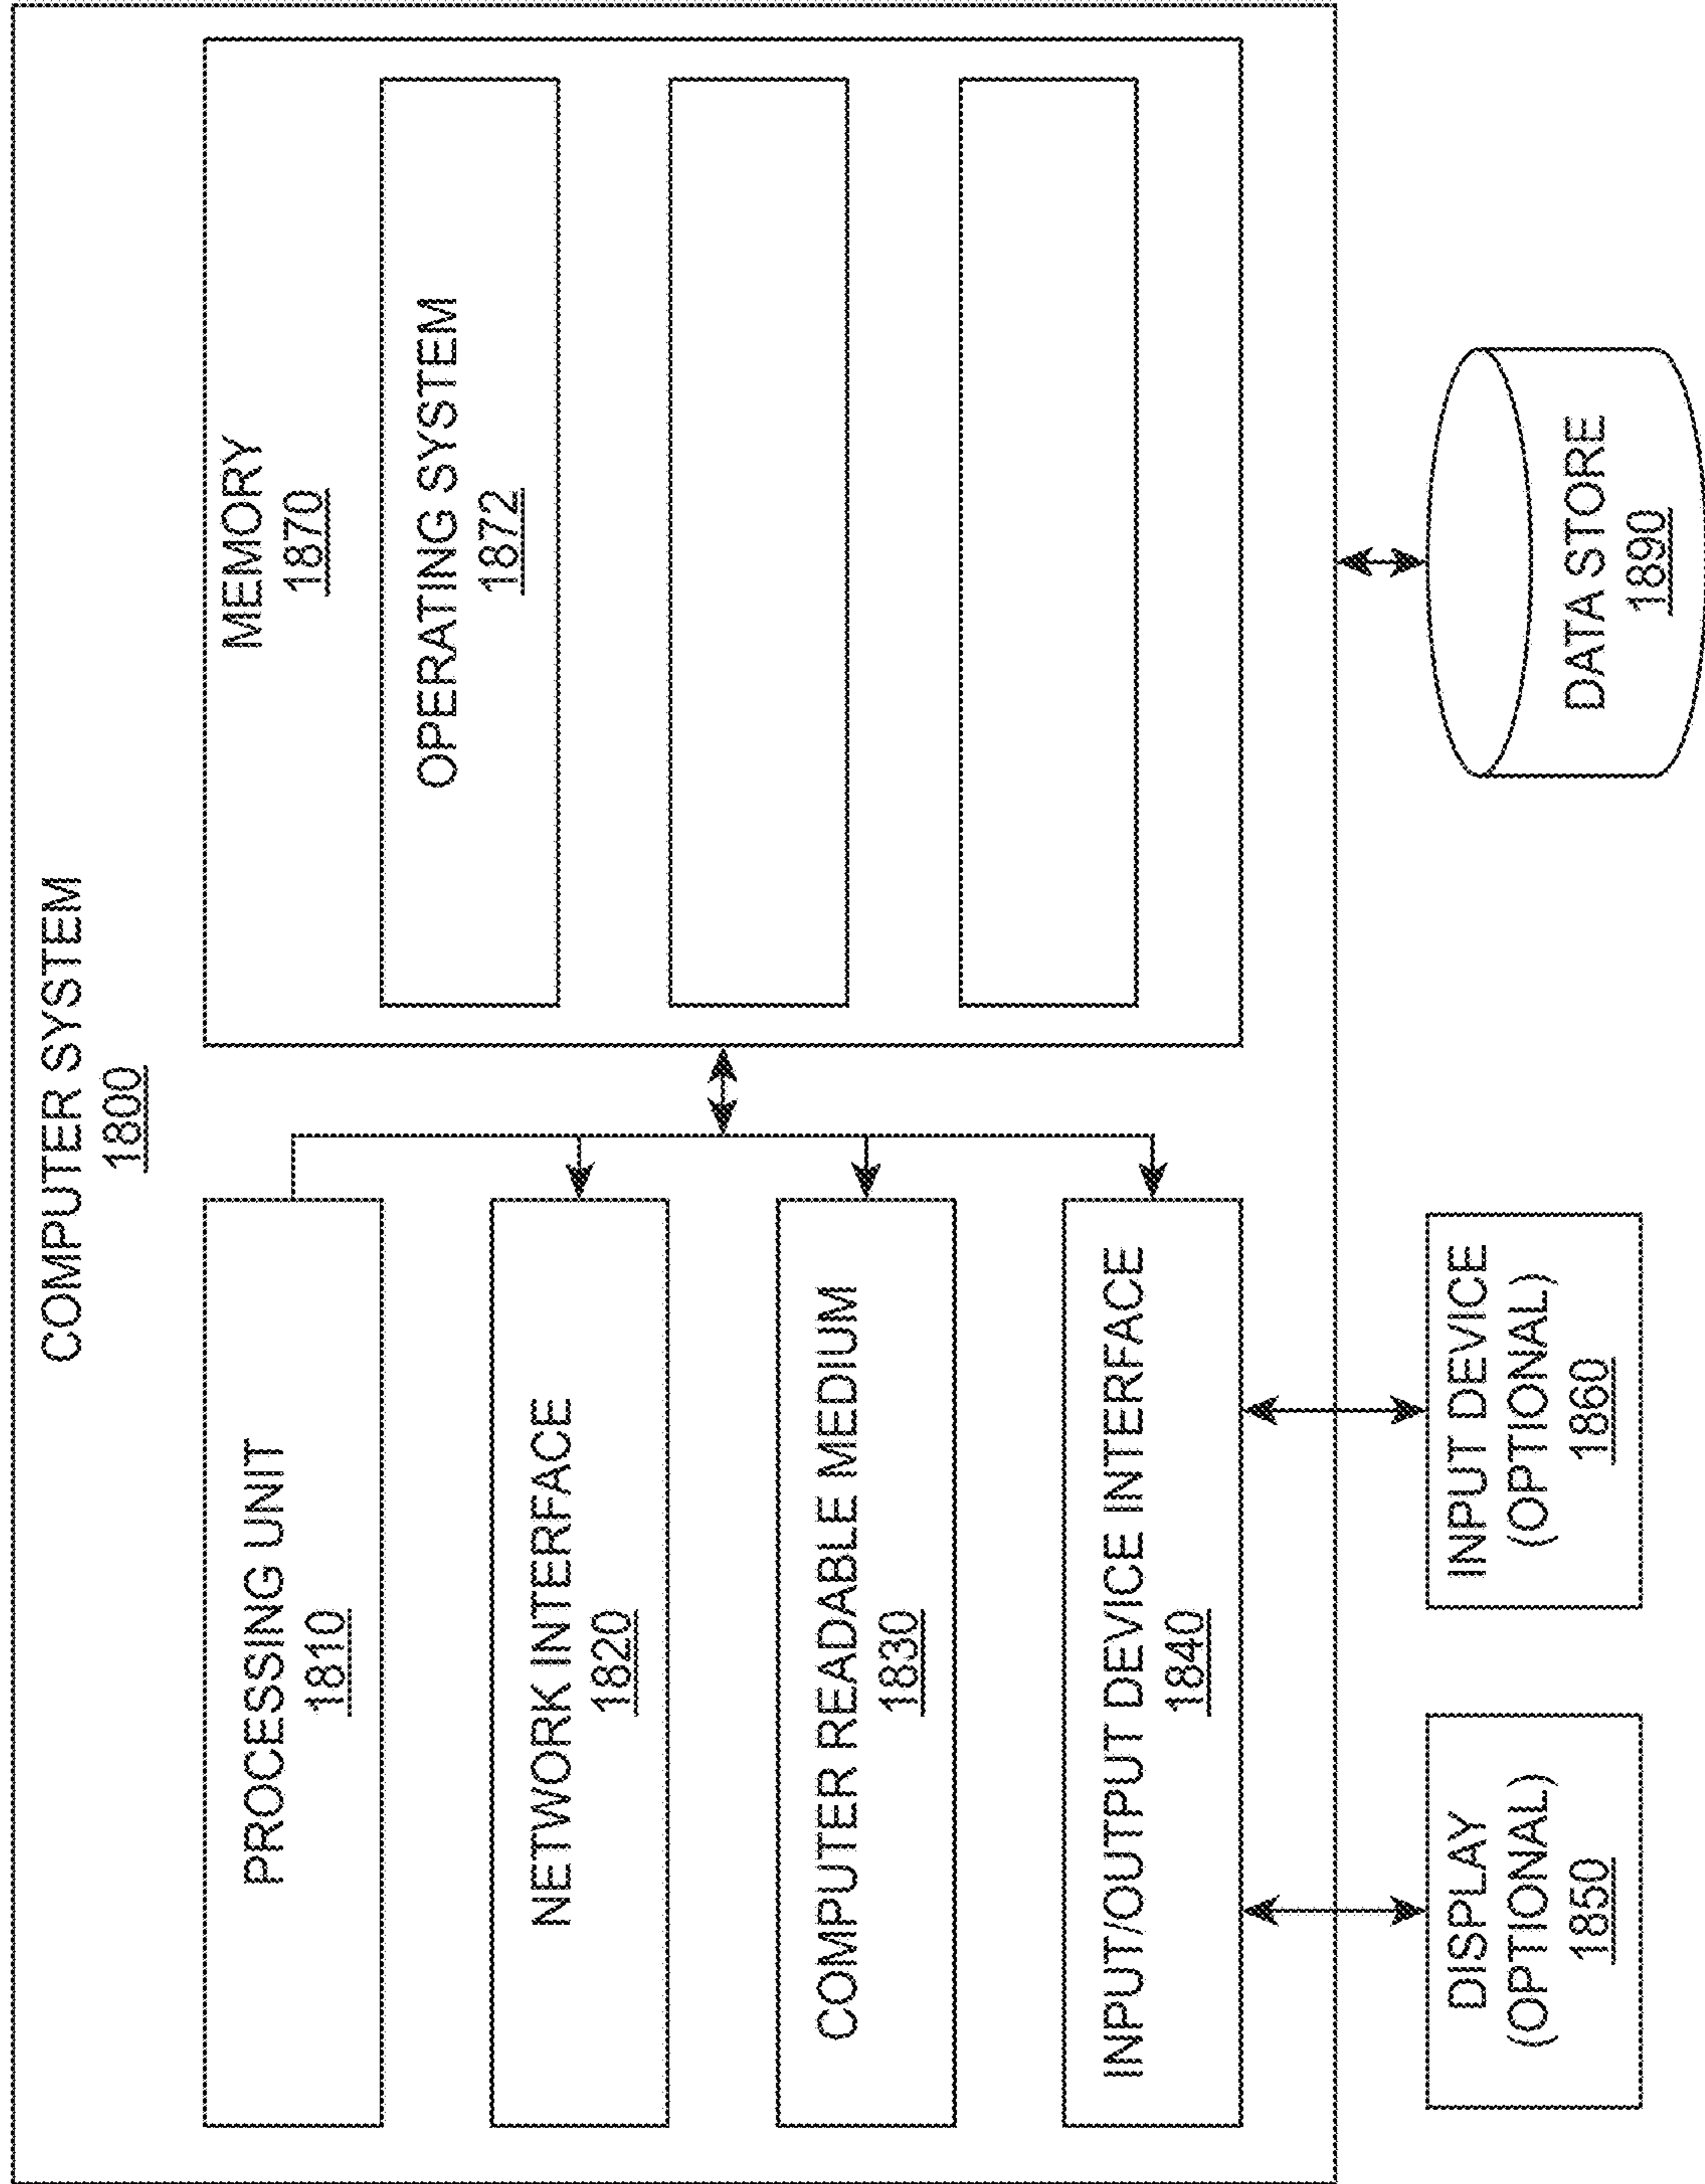 COMPUTER SYSTEM
1800
PROCESSING UNIT
1810
NETWORK INTERFACE
1820
COMPUTER READABLE MEDIUM
1830
INPUT/OUTPUT DEVICE INTERFACE
1840
MEMORY
1870
OPERATING SYSTEM
1872
DISPLAY
(OPTIONAL)
1850
INPUT DEVICE
(OPTIONAL)
1860
DATA STORE
1890